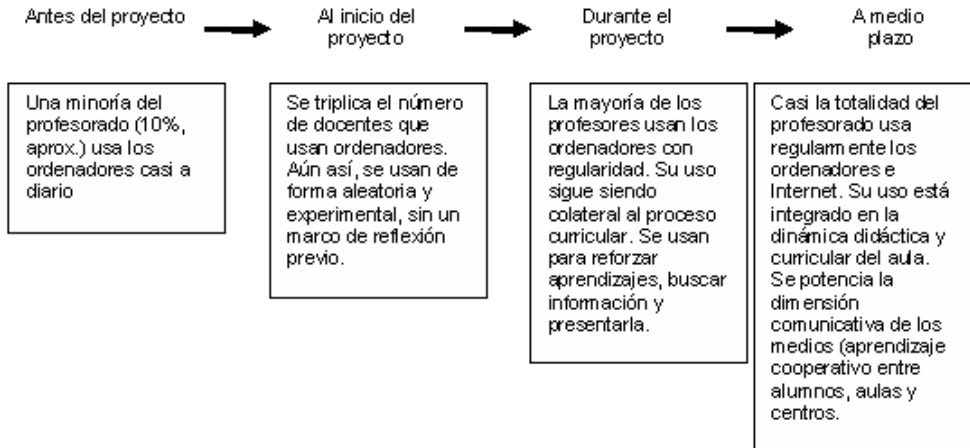 Antes del proyecto
Al inicio del
proyecto
Durante el
proyecto
A medio
plazo
Una minoría del
profesorado (10%,
aprox.) usa los
ordenadores casi a
diario
Se triplica el número
de docentes que
usan ordenadores.
Aún así, se usan de
forma aleatoria y
experimental, sin un
marco de reflexión
previo.
La mayoría de los
profesores usan los
ordenadores con
regularidad. Su uso
sigue siendo
colateral al proceso
curricular. Se usan
para reforzar
aprendizajes, buscar
información y
presentarla.
Casi la totalidad del
profesorado usa
regularmente los
ordenadores e
Internet. Su uso está
integrado en la
dinámica didáctica y
curricular del aula.
Se potencia la
dimensión
comunicativa de los
medios (aprendizaje
cooperativo entre
alumnos, aulas y
centros.